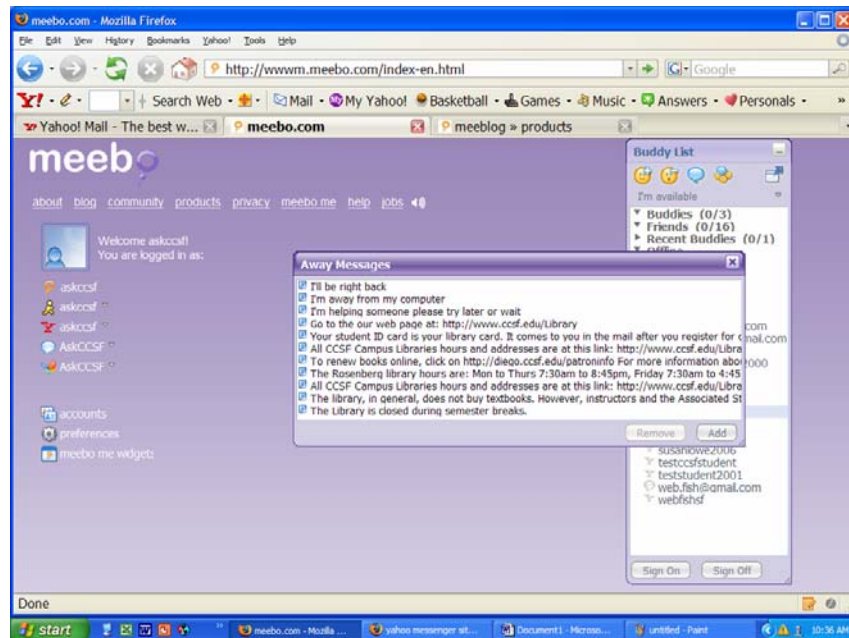 meebo.com - Mozilla Firefox
File Edit View History Bookmarks Yahoo! Tools Help
http://wwwm.meebo.com/index-en.html
Google
Search Web Mail My Yahoo! Basketball Games Music Answers Personals »
Yahoo! Mail - The best w... meebo.com meeblog » products
meebo
about blog community products privacy meebo me help jobs
Welcome askccsf!
You are logged in as:
askccsf
askccsf
askccsf
AskCCSF
AskCCSF
accounts
preferences
meebo me widgets
Away Messages
I'll be right back
I'm away from my computer
I'm helping someone please try later or wait
Go to the our web page at: http://www.ccsf.edu/Library
Your student ID card is your library card. It comes to you in the mail after you register for c
All CCSF Campus Libraries hours and addresses are at this link: http://www.ccsf.edu/Libra
To renew books online, click on http://diego.ccsf.edu/patroninfo For more information abou
The Rosenberg library hours are: Mon to Thurs 7:30am to 8:45pm, Friday 7:30am to 4:45
All CCSF Campus Libraries hours and addresses are at this link: http://www.ccsf.edu/Libra
The library, in general, does not buy textbooks. However, instructors and the Associated St
The Library is closed during semester breaks.
Remove Add
Buddy List
I'm available
Buddies (0/3)
Friends (0/16)
Recent Buddies (0/1)
Offline
susanlowe2006
testccsfstudent
teststudent2001
web.fish@gmail.com
webfishsf
Sign On Sign Off
Done
start meebo.com - Mozilla ... yahoo messenger sit... Document1 - Microso... untitled - Paint 10:36 AM